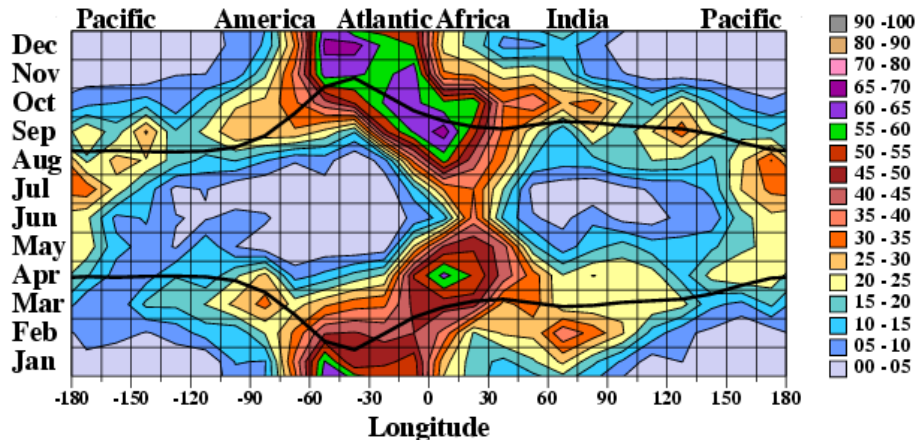 Pacific America Atlantic Africa India Pacific
Dec
Nov
Oct
Sep
Aug
Jul
Jun
May
Apr
Mar
Feb
Jan
-180 -150 -120 -90 -60 -30 0 30 60 90 120 150 180
Longitude
90 -100
80 - 90
70 - 80
65 - 70
60 - 65
55 - 60
50 - 55
45 - 50
40 - 45
35 - 40
30 - 35
25 - 30
20 - 25
15 - 20
10 - 15
05 - 10
00 - 05